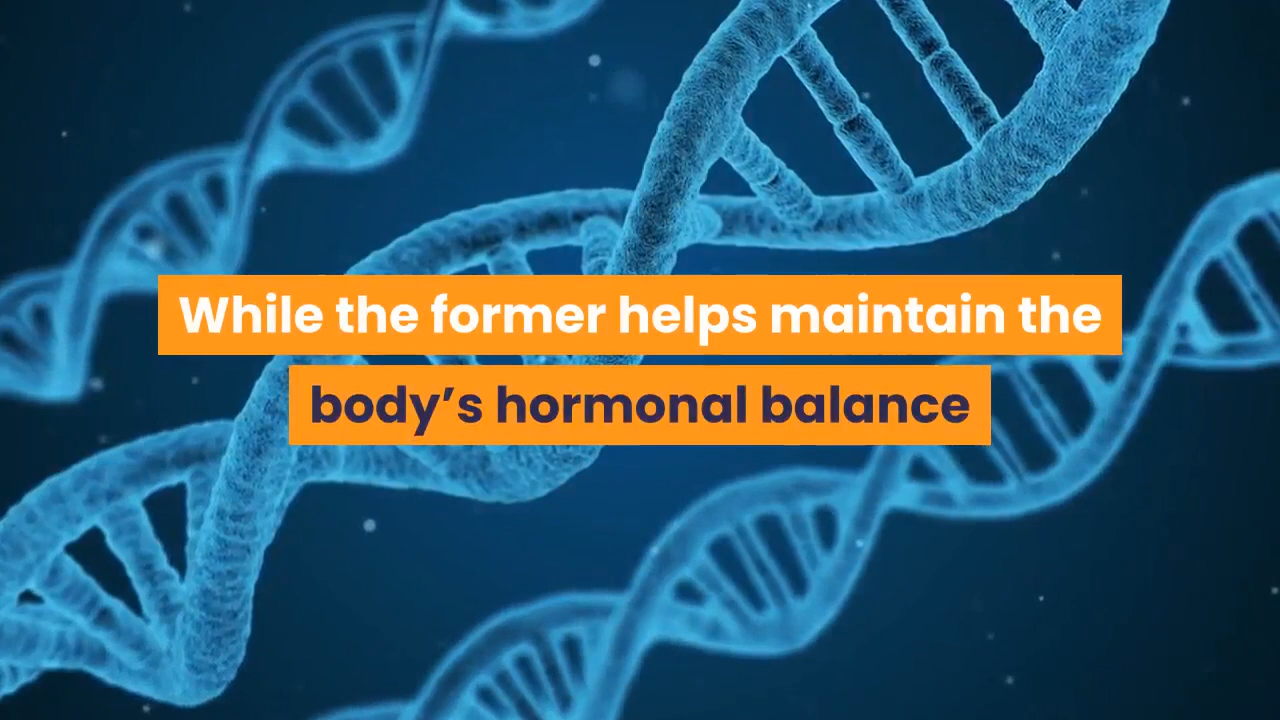 While the former helps maintain the
body’s hormonal balance